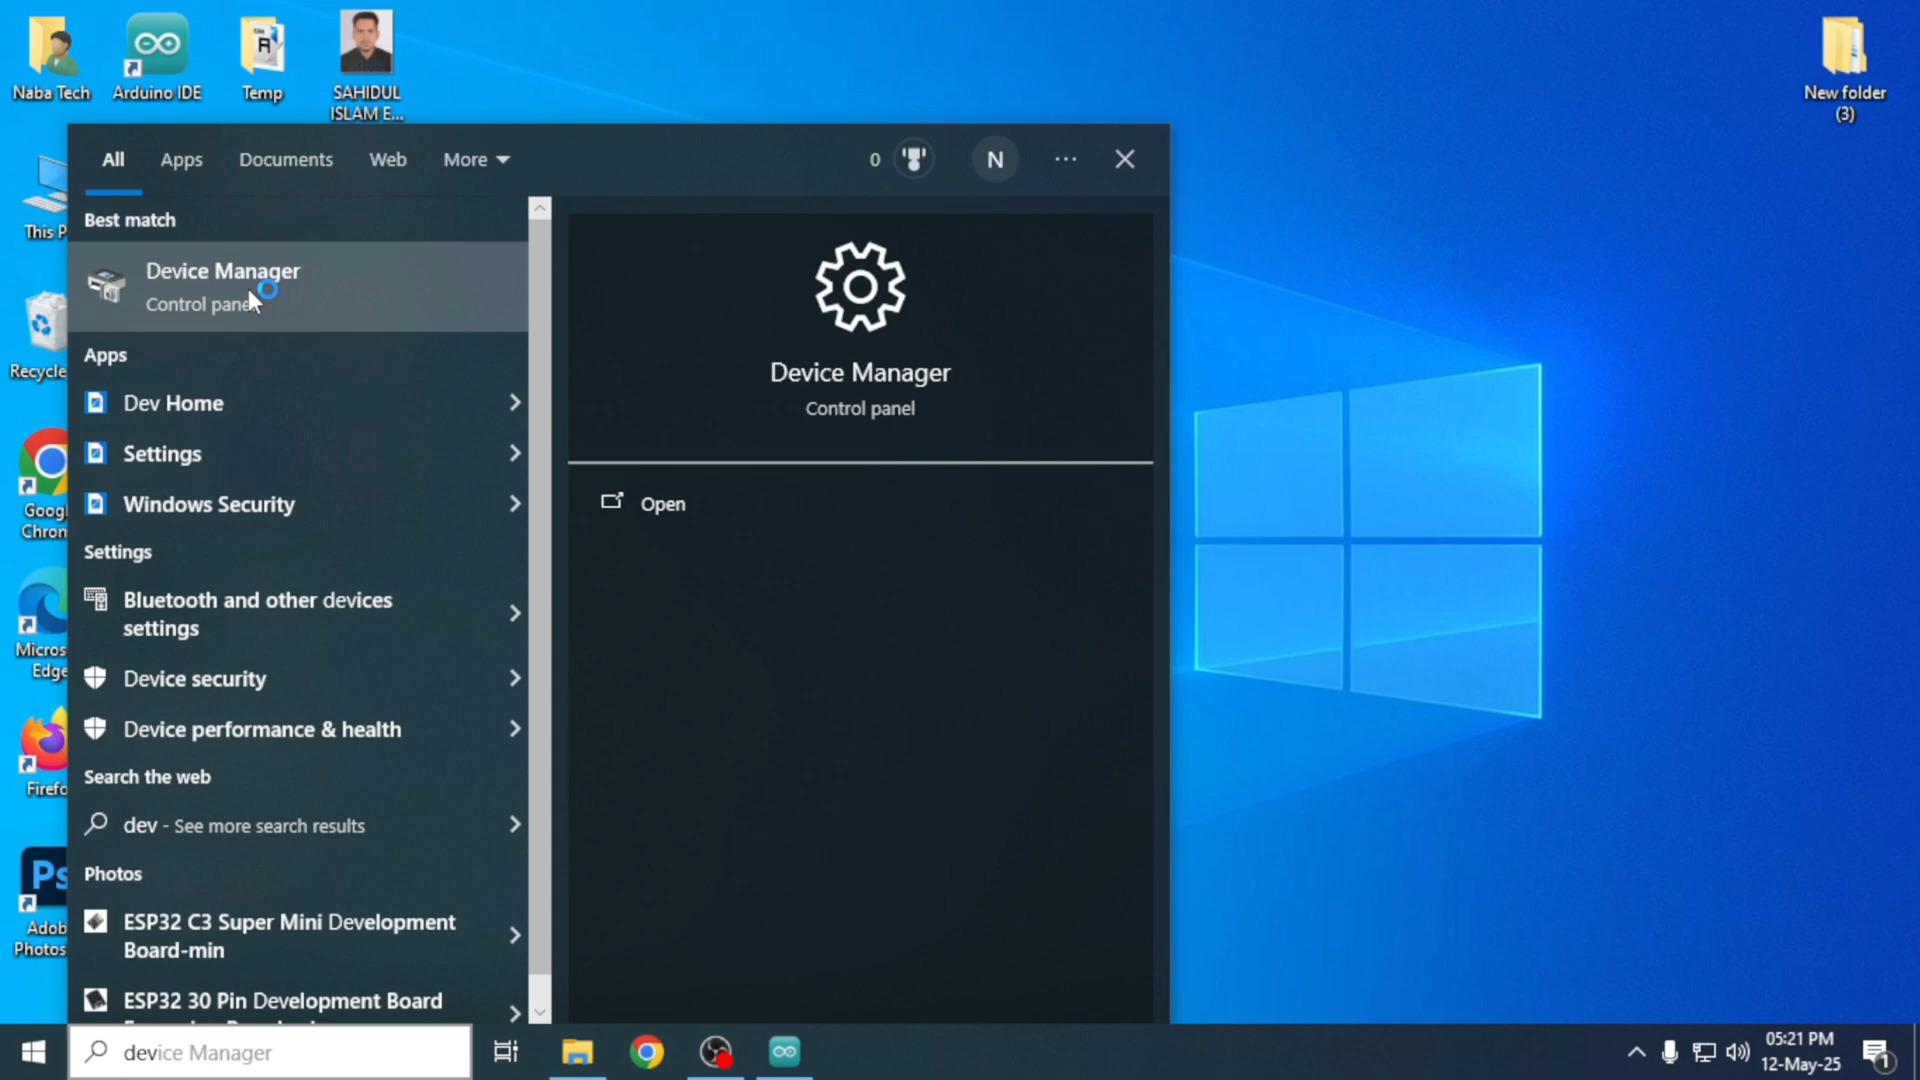 Naba Tech
Arduino IDE
Temp
SAHIDUL
ISLAM E...
New folder
(3)
This P
Recycle
Goog
Chron
Micros
Edge
Firefo
Ps
Adob
Photos
All
Apps
Documents
Web
More
0
N
Best match
Device Manager
Control pane
Apps
Dev Home
Settings
Windows Security
Settings
Bluetooth and other devices
settings
Device security
Device performance & health
Search the web
dev - See more search results
Photos
ESP32 C3 Super Mini Development
Board-min
ESP32 30 Pin Development Board
Device Manager
Control panel
Open
device Manager
05:21 PM
12-May-25
1